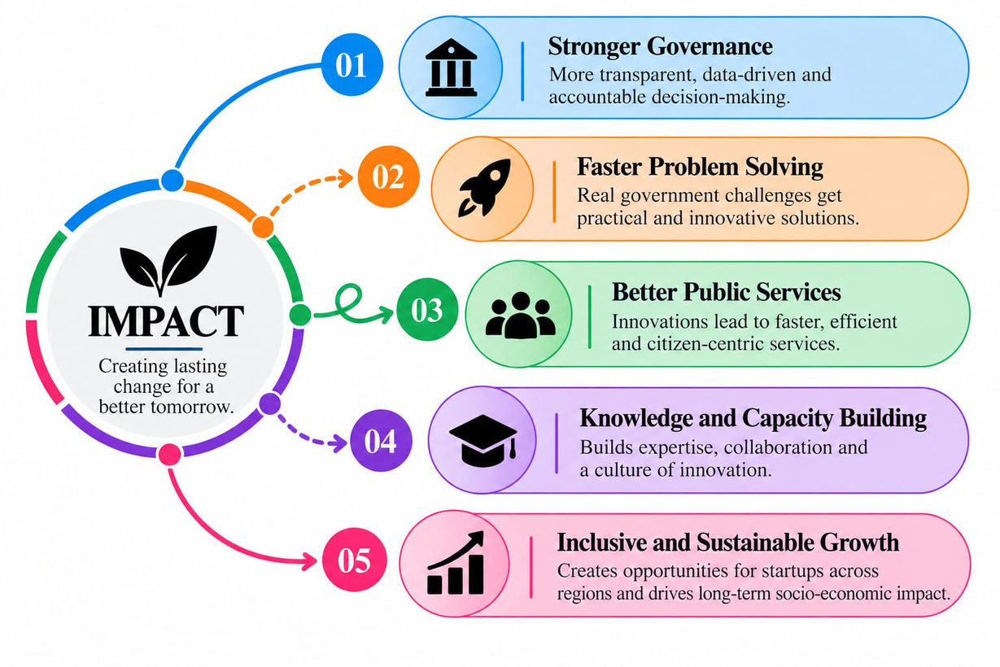 IMPACT
Creating lasting
change for a
better tomorrow.
01
Stronger Governance
More transparent, data-driven and
accountable decision-making.
02
Faster Problem Solving
Real government challenges get
practical and innovative solutions.
03
Better Public Services
Innovations lead to faster, efficient
and citizen-centric services.
04
Knowledge and Capacity Building
Builds expertise, collaboration and
a culture of innovation.
05
Inclusive and Sustainable Growth
Creates opportunities for startups across
regions and drives long-term socio-economic impact.